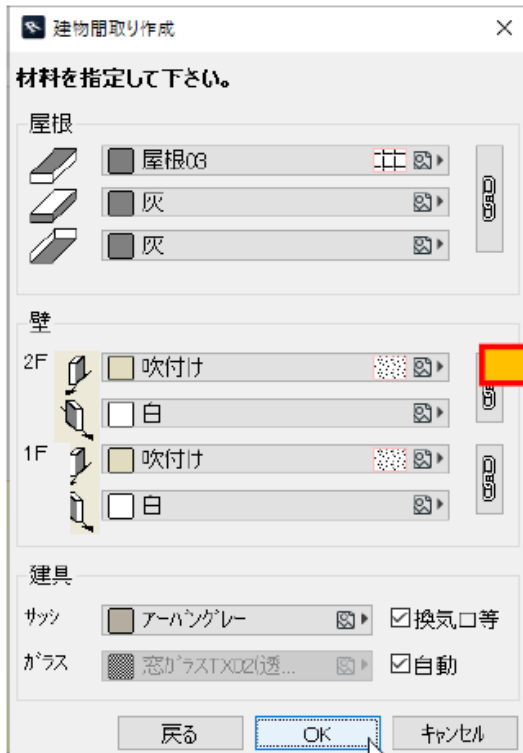 建物間取り作成
材料を指定して下さい。
屋根
屋根03
灰
灰
壁
2F 吹付け
白
1F 吹付け
白
建具
ｻｯｼ ｱｰﾊﾞﾝｸﾞﾚｰ 換気口等
ｶﾞﾗｽ 窓ｶﾞﾗｽTX02(透... 自動
戻る OK ｷｬﾝｾﾙ